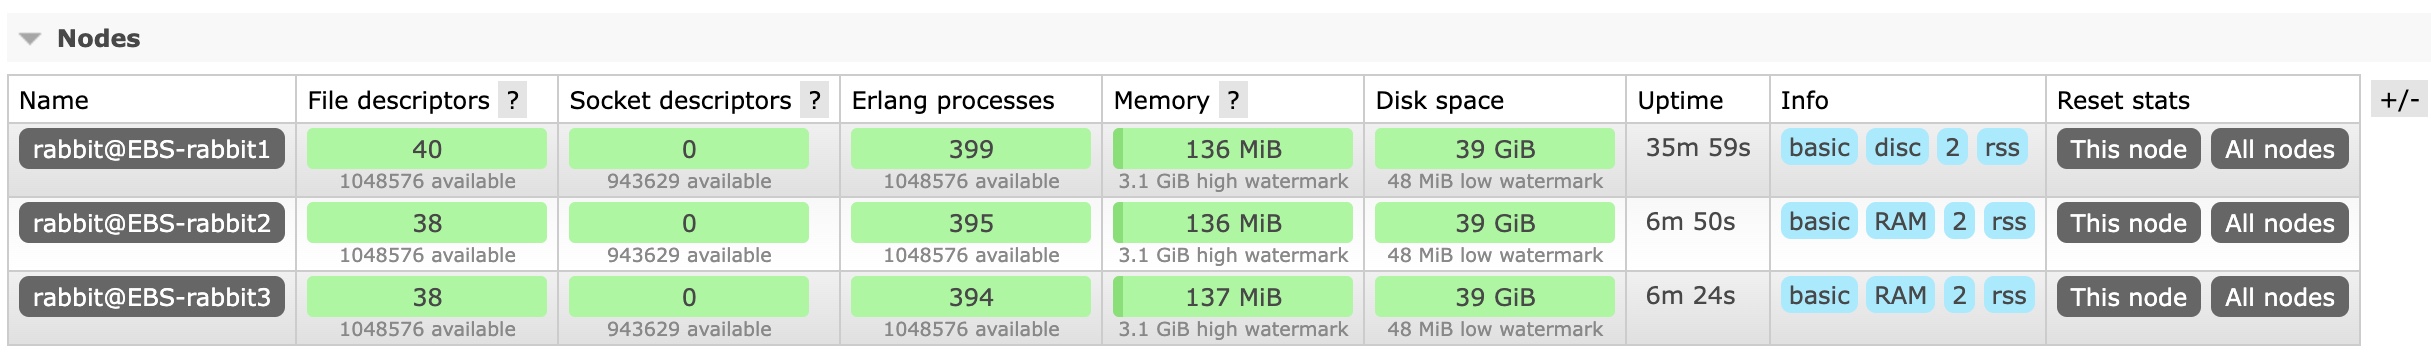 Nodes
Name File descriptors ? Socket descriptors ? Erlang processes Memory ? Disk space Uptime Info Reset stats +/-
rabbit@EBS-rabbit1 40 0 399 136 MiB 39 GiB 35m 59s basic disc 2 rss This node All nodes
1048576 available 943629 available 1048576 available 3.1 GiB high watermark 48 MiB low watermark
rabbit@EBS-rabbit2 38 0 395 136 MiB 39 GiB 6m 50s basic RAM 2 rss This node All nodes
1048576 available 943629 available 1048576 available 3.1 GiB high watermark 48 MiB low watermark
rabbit@EBS-rabbit3 38 0 394 137 MiB 39 GiB 6m 24s basic RAM 2 rss This node All nodes
1048576 available 943629 available 1048576 available 3.1 GiB high watermark 48 MiB low watermark